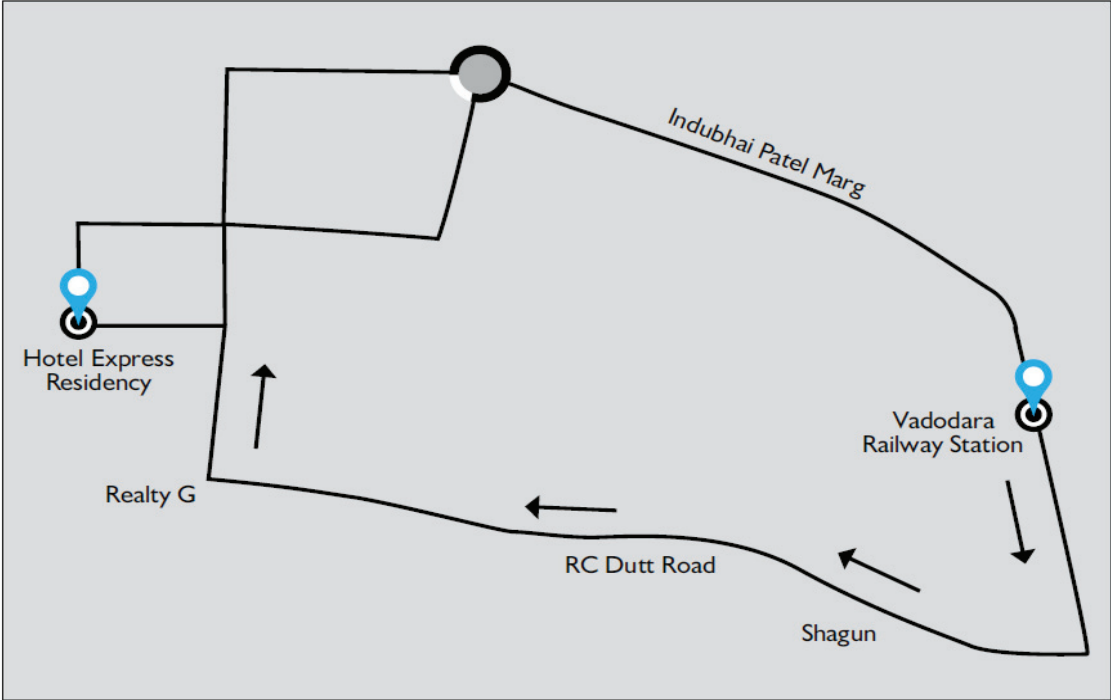 Indubhai Patel Marg
Hotel Express
Residency
Vadodara
Railway Station
Realty G
RC Dutt Road
Shagun